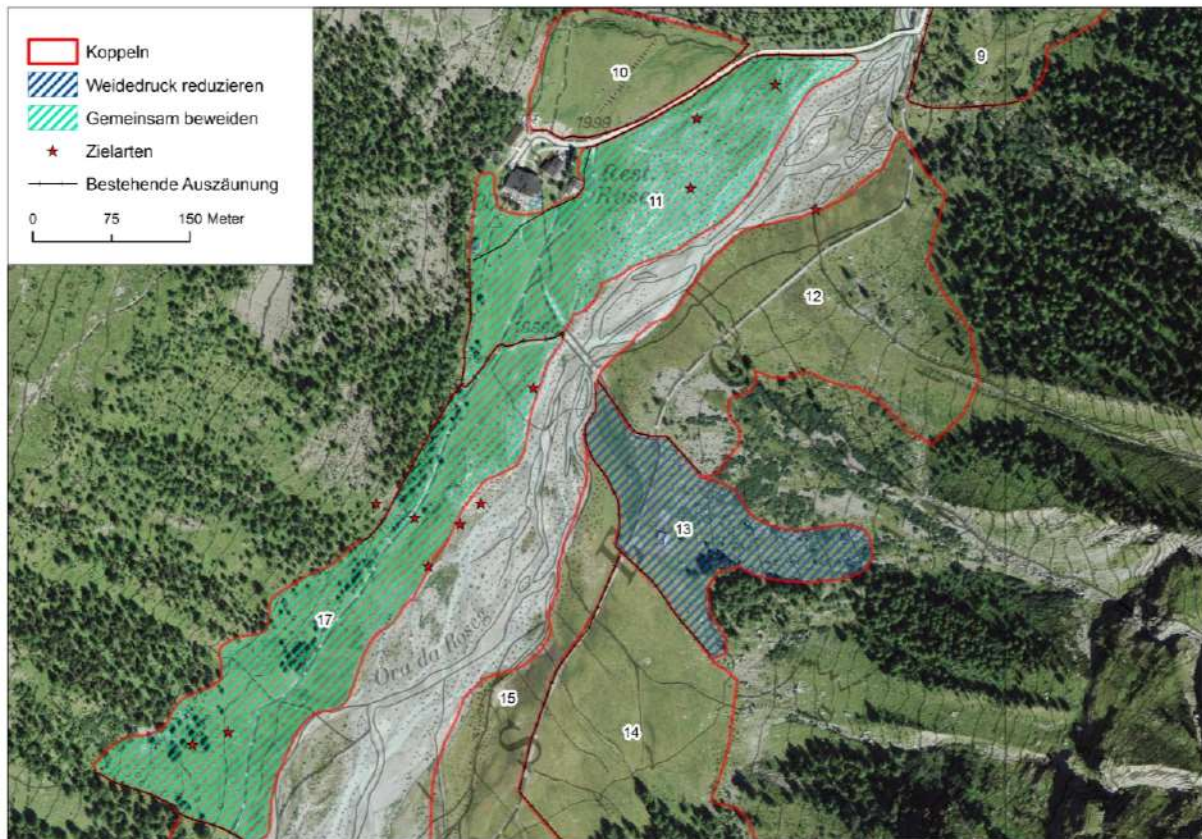 Koppeln
Weidedruck reduzieren
Gemeinsam beweiden
Zielarten
Bestehende Auszäunung
0 75 150 Meter
9
10
1999
Rest.
11
12
13
17
Ova da Roseg
15
14